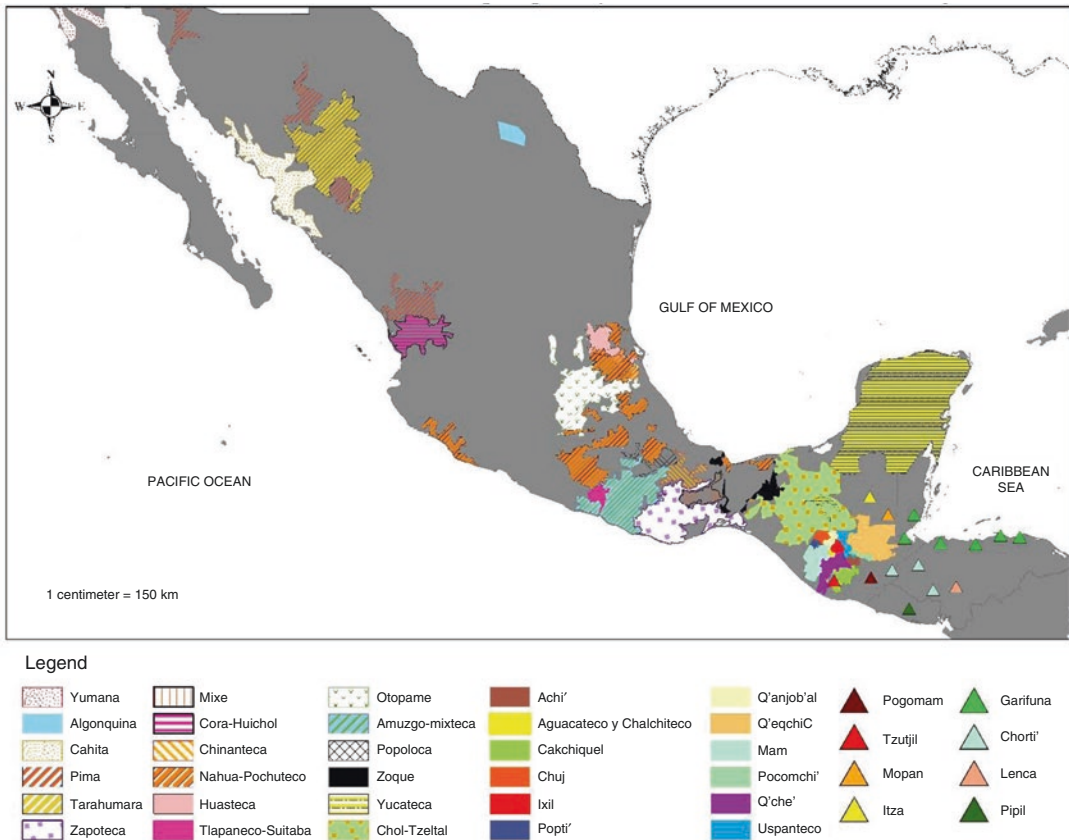 N
W E
S
GULF OF MEXICO
PACIFIC OCEAN
CARIBBEAN
SEA
1 centimeter = 150 km
Legend
Yumana
Algonquina
Cahita
Pima
Tarahumara
Zapoteca
Mixe
Cora-Huichol
Chinanteca
Nahua-Pochuteco
Huasteca
Tlapaneco-Suitaba
Otopame
Amuzgo-mixteca
Popoloca
Zoque
Yucateca
Chol-Tzeltal
Achi′
Aguacateco y Chalchiteco
Cakchiquel
Chuj
Ixil
Popti′
Q'anjob'al
Q'eqchiC
Mam
Pocomchi'
Q'che'
Uspanteco
Pogomam
Tzutjil
Mopan
Itza
Garifuna
Chorti'
Lenca
Pipil